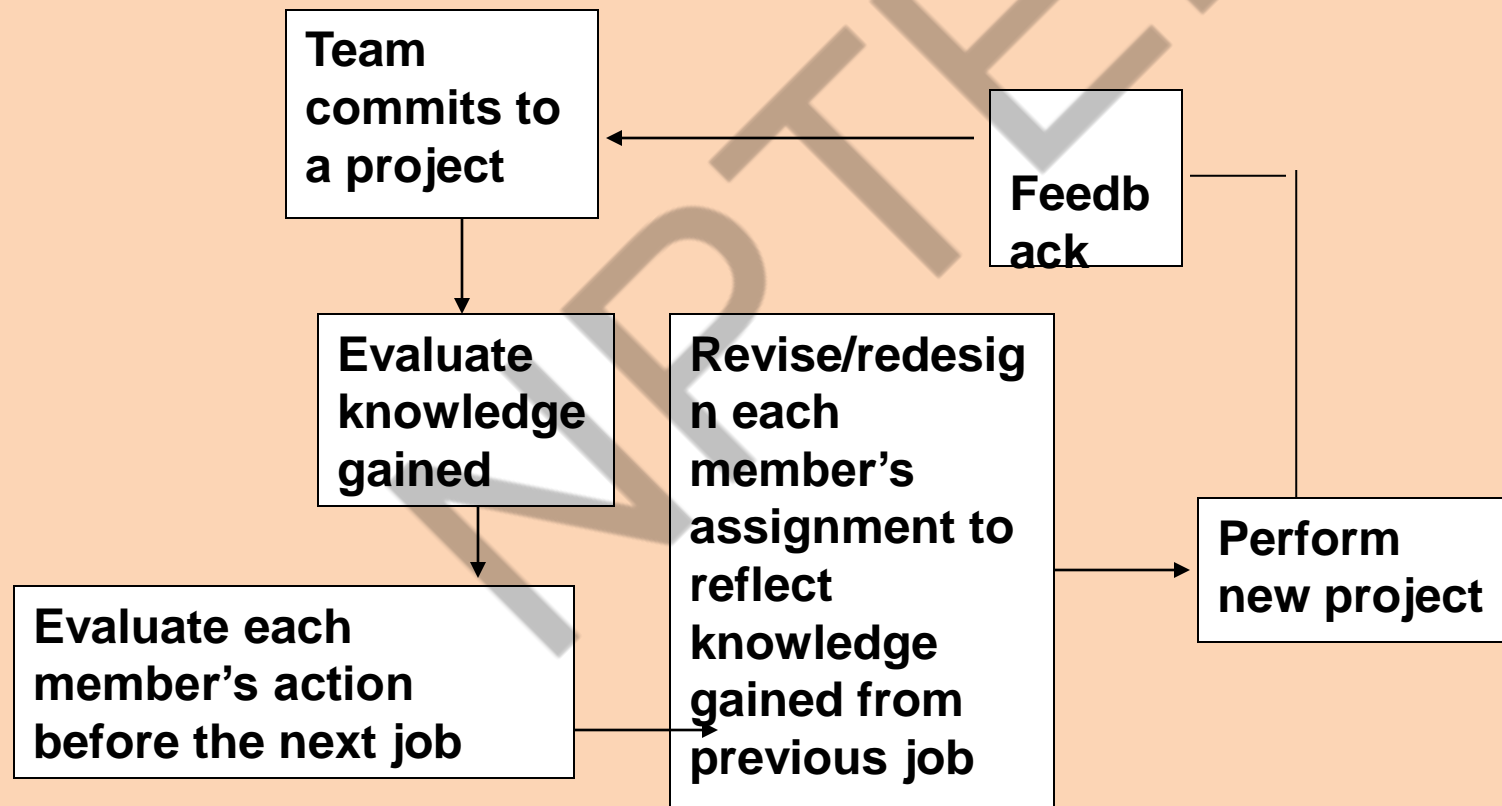 Team
commits to
a project
Feedb
ack
Evaluate
knowledge
gained
Revise/redesig
n each
member’s
assignment to
reflect
knowledge
gained from
previous job
Perform
new project
Evaluate each
member’s action
before the next job
NPTE